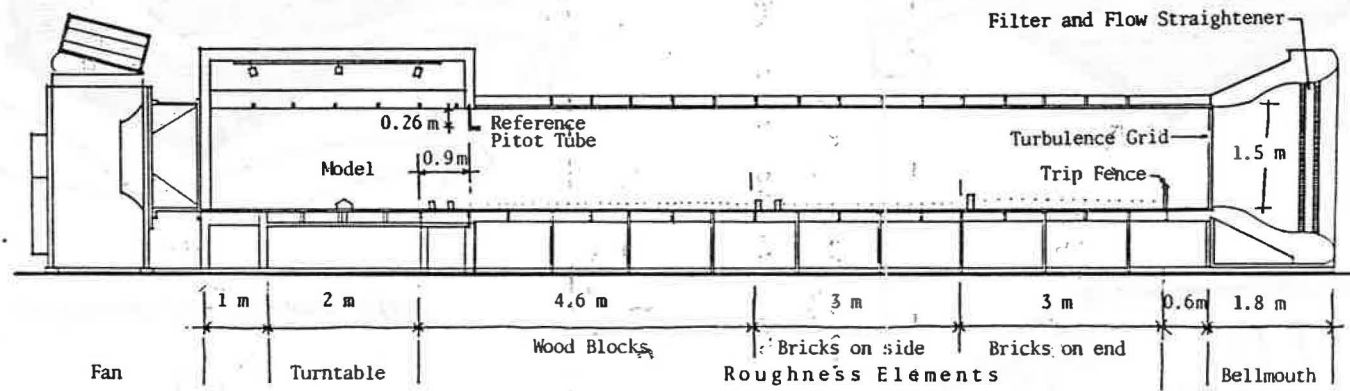 Filter and Flow Straightener
0.26 m
Reference
Pitot Tube
Turbulence Grid
1.5 m
0.9m
Model
Trip Fence
1 m
2 m
4.6 m
3 m
3 m
0.6m
1.8 m
Wood Blocks
Bricks on side
Bricks on end
Fan
Turntable
Roughness Elements
Bellmouth